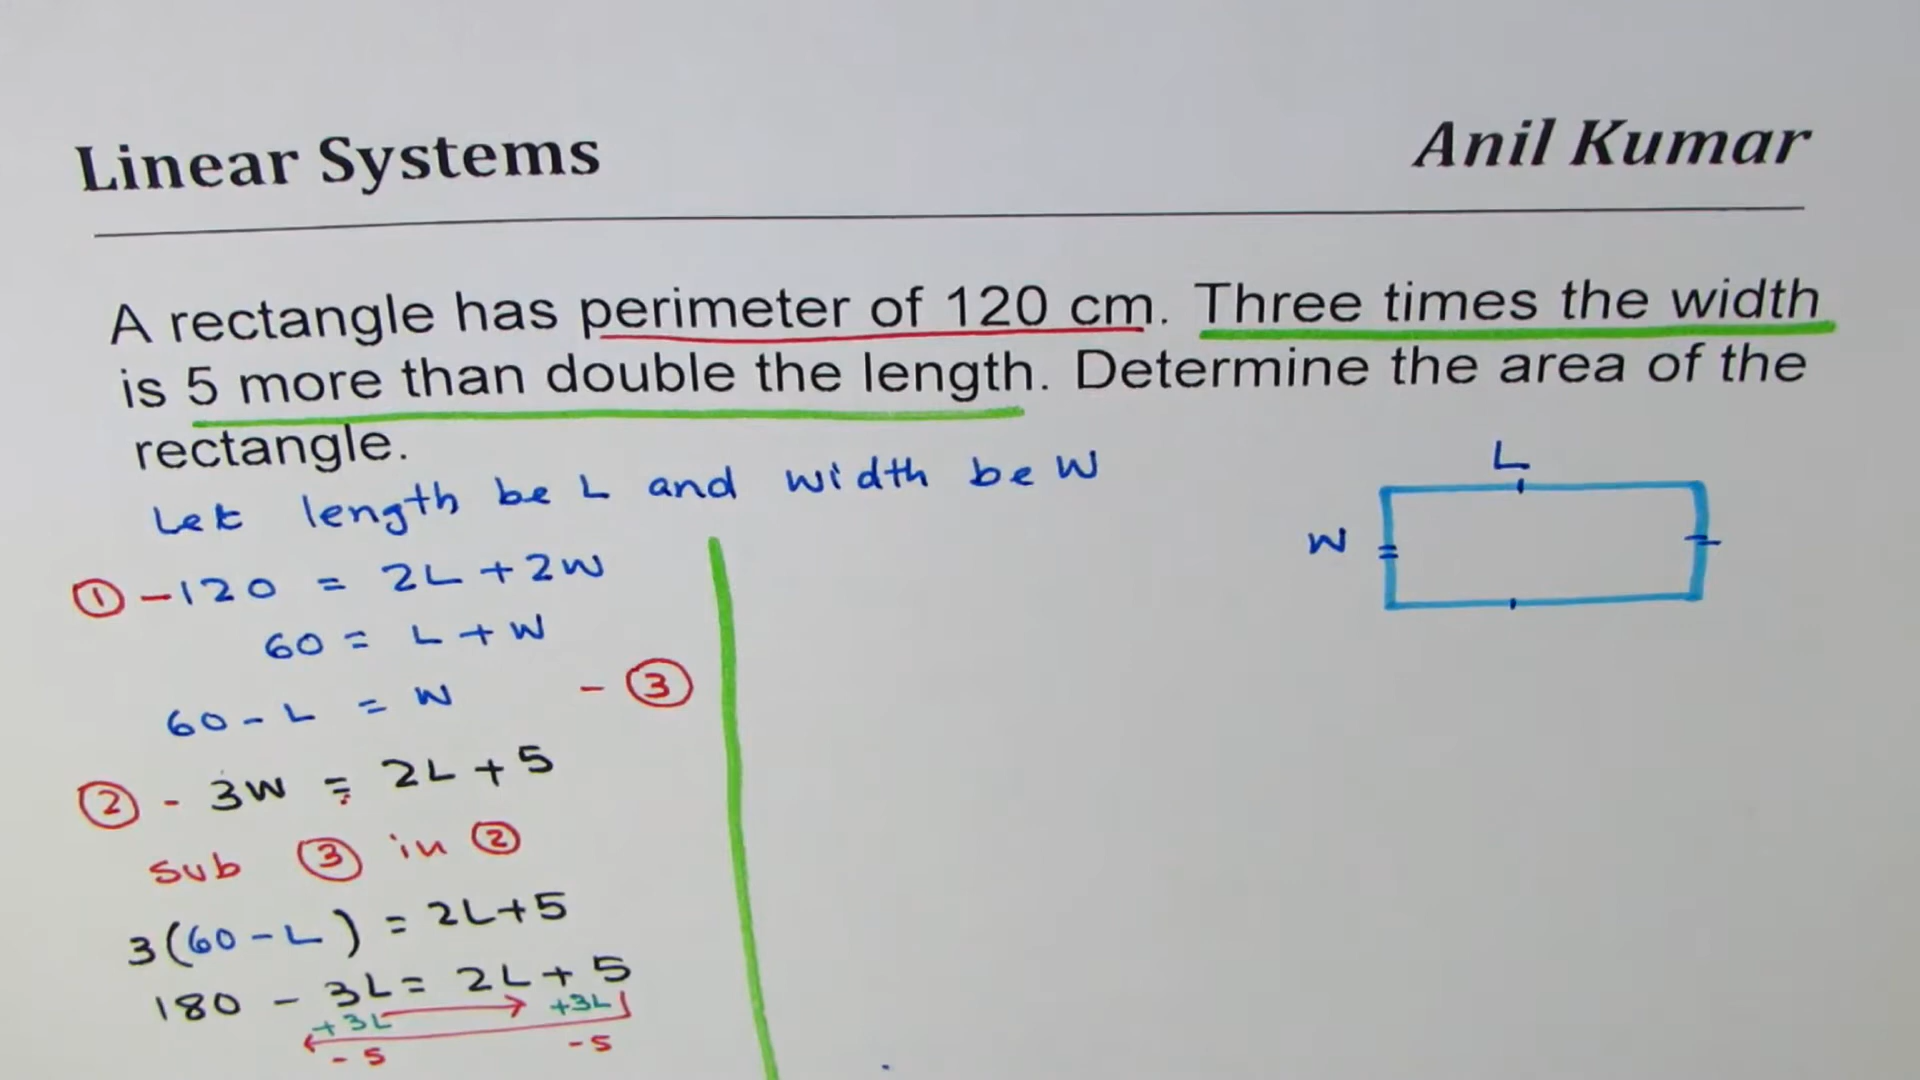 Linear Systems
Anil Kumar
A rectangle has perimeter of 120 cm. Three times the width
is 5 more than double the length. Determine the area of the
rectangle.
Let length be L and width be W
L
W
① - 120 = 2L + 2W
60 = L + W
60 - L = W - ③
② - 3W = 2L + 5
Sub ③ in ②
3(60 - L) = 2L + 5
180 - 3L = 2L + 5
+3L +3L
-5 -5